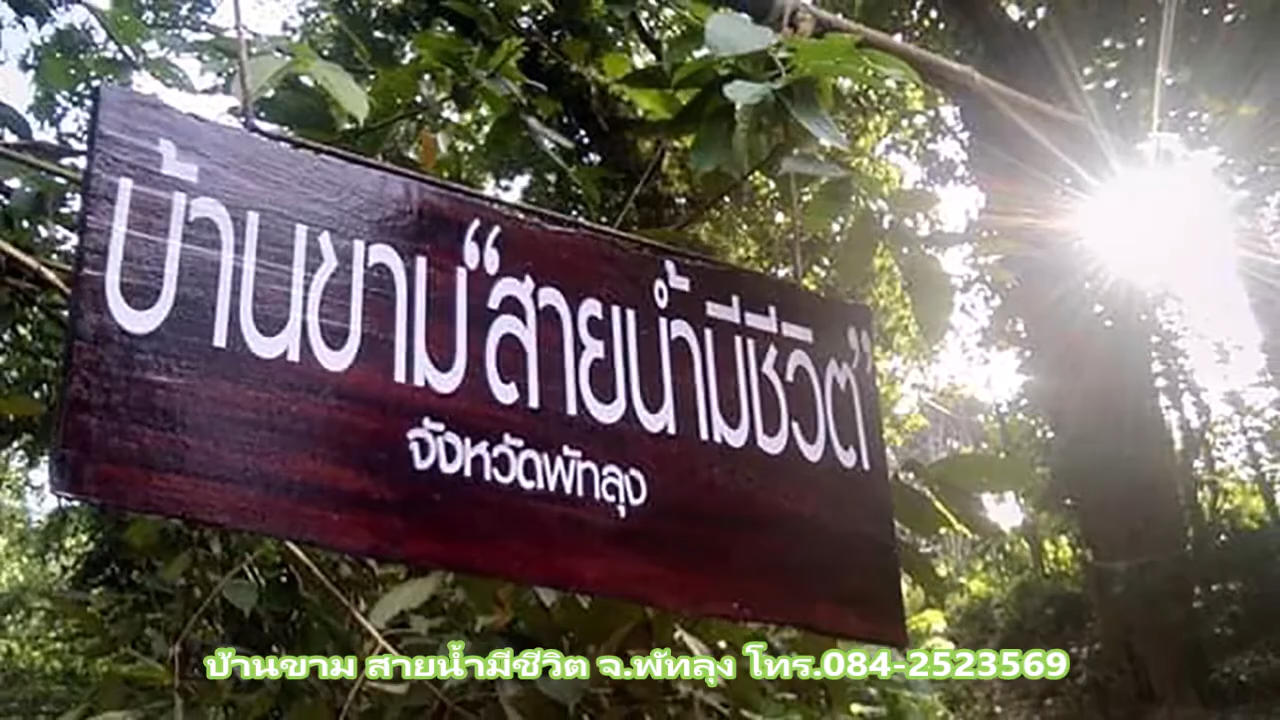 บ้านขาม“สายน้ำมีชีวิต”
จังหวัดพัทลุง
บ้านขาม สายน้ำมีชีวิต จ.พัทลุง โทร.084-2523569